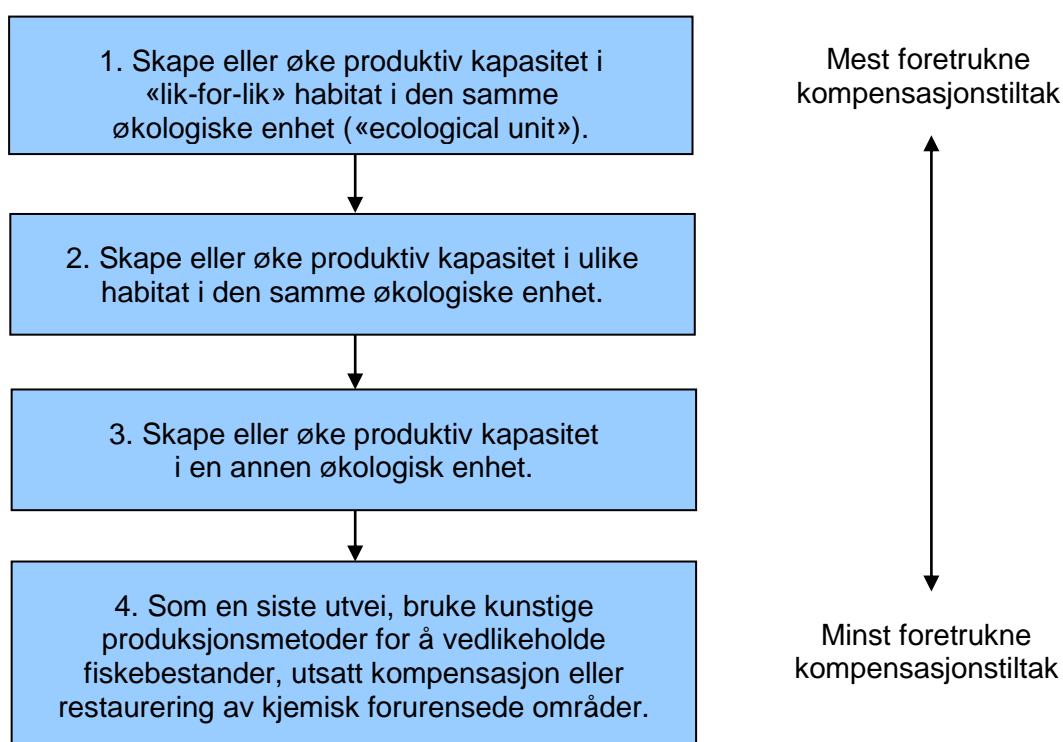 1. Skape eller øke produktiv kapasitet i
«lik-for-lik» habitat i den samme
økologiske enhet («ecological unit»).
Mest foretrukne
kompensasjonstiltak
2. Skape eller øke produktiv kapasitet i ulike
habitat i den samme økologiske enhet.
3. Skape eller øke produktiv kapasitet
i en annen økologisk enhet.
4. Som en siste utvei, bruke kunstige
produksjonsmetoder for å vedlikeholde
fiskebestander, utsatt kompensasjon eller
restaurering av kjemisk forurensede områder.
Minst foretrukne
kompensasjonstiltak